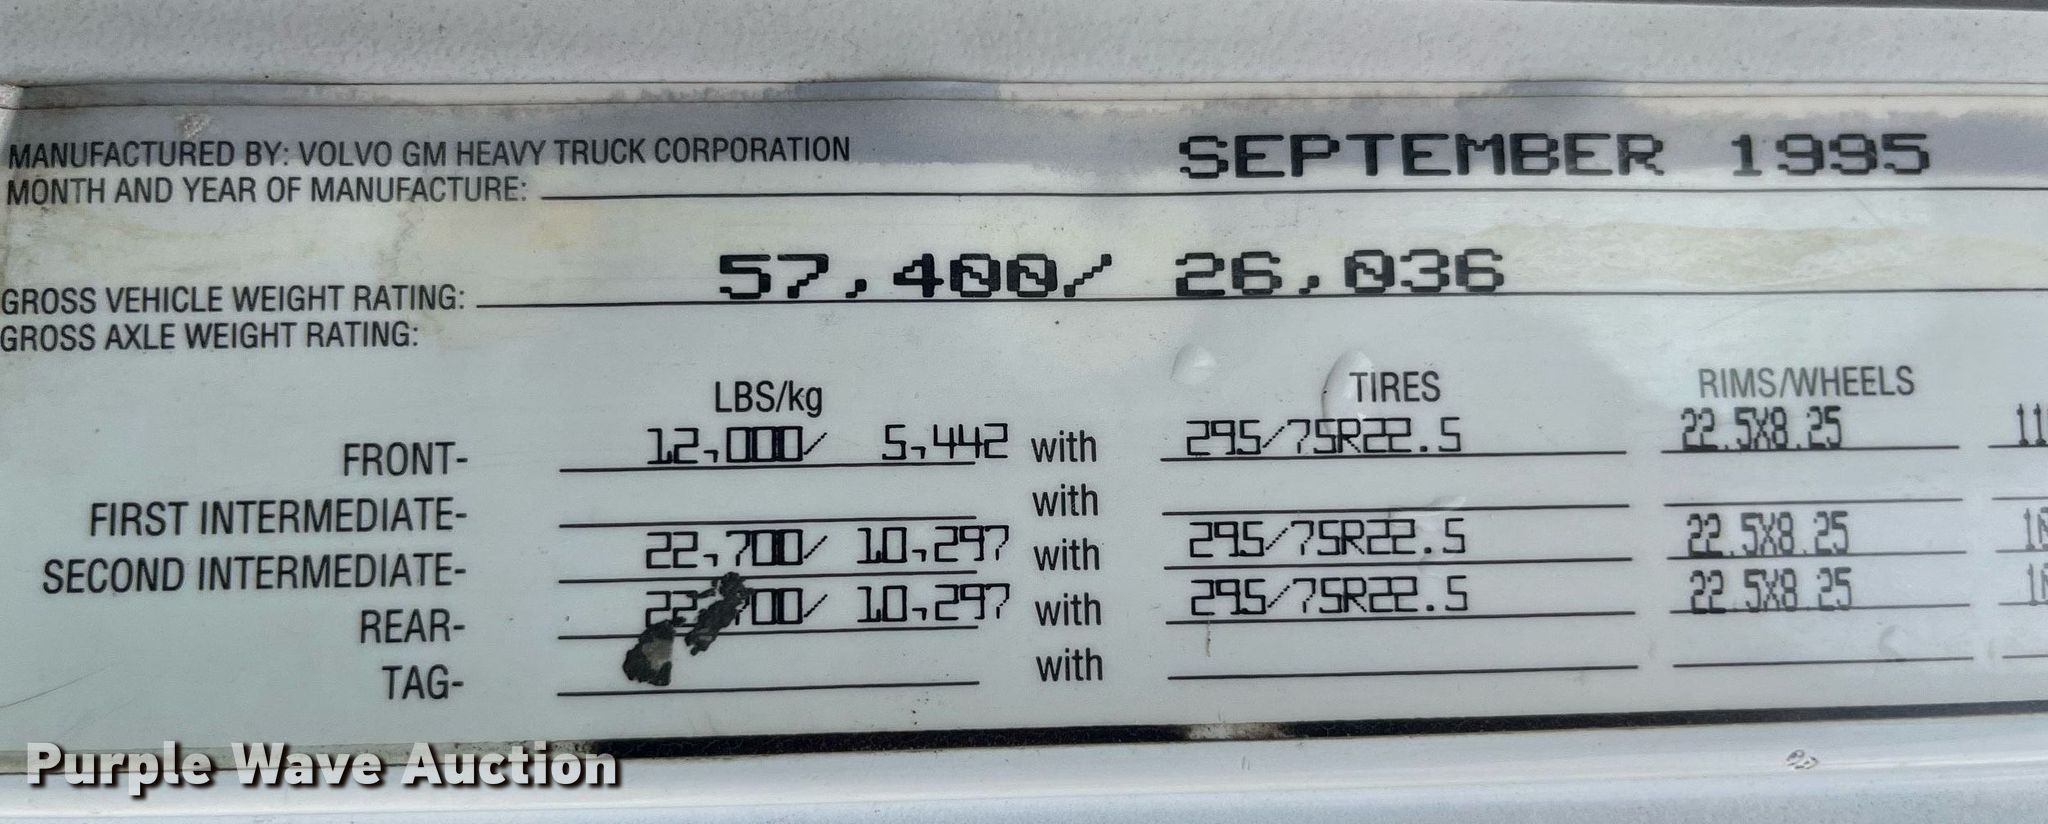 MANUFACTURED BY: VOLVO GM HEAVY TRUCK CORPORATION
MONTH AND YEAR OF MANUFACTURE: SEPTEMBER 1995
GROSS VEHICLE WEIGHT RATING: 57,400/ 26,036
GROSS AXLE WEIGHT RATING:
LBS/kg TIRES RIMS/WHEELS
FRONT- 12,000/ 5,442 with 295/75R22.5 22.5X8.25
FIRST INTERMEDIATE- with
SECOND INTERMEDIATE- 22,700/ 10,297 with 295/75R22.5 22.5X8.25
REAR- 22,700/ 10,297 with 295/75R22.5 22.5X8.25
TAG- with
Purple Wave Auction